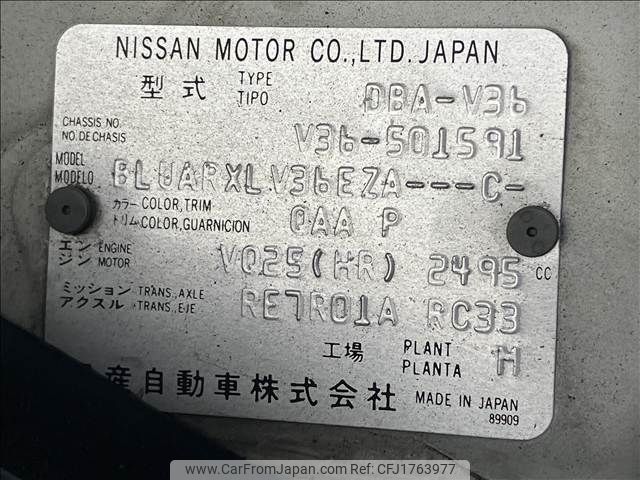 NISSAN MOTOR CO.,LTD. JAPAN
型式 TYPE TIPO DBA-V36
CHASSIS NO. NO. DE CHASIS V36-501591
MODEL MODELO BLUARXLV36EZA---C-
カラー COLOR,TRIM
トリム COLOR, GUARNICION QAA P
エンジン ENGINE MOTOR VQ25(HR) 2495 CC
ミッション TRANS., AXLE
アクスル TRANS., EJE RE7R01A RC33
工場 PLANT PLANTA H
産自動車株式会社 MADE IN JAPAN
89909
www.CarFromJapan.com - Ref No: CFJ1763977